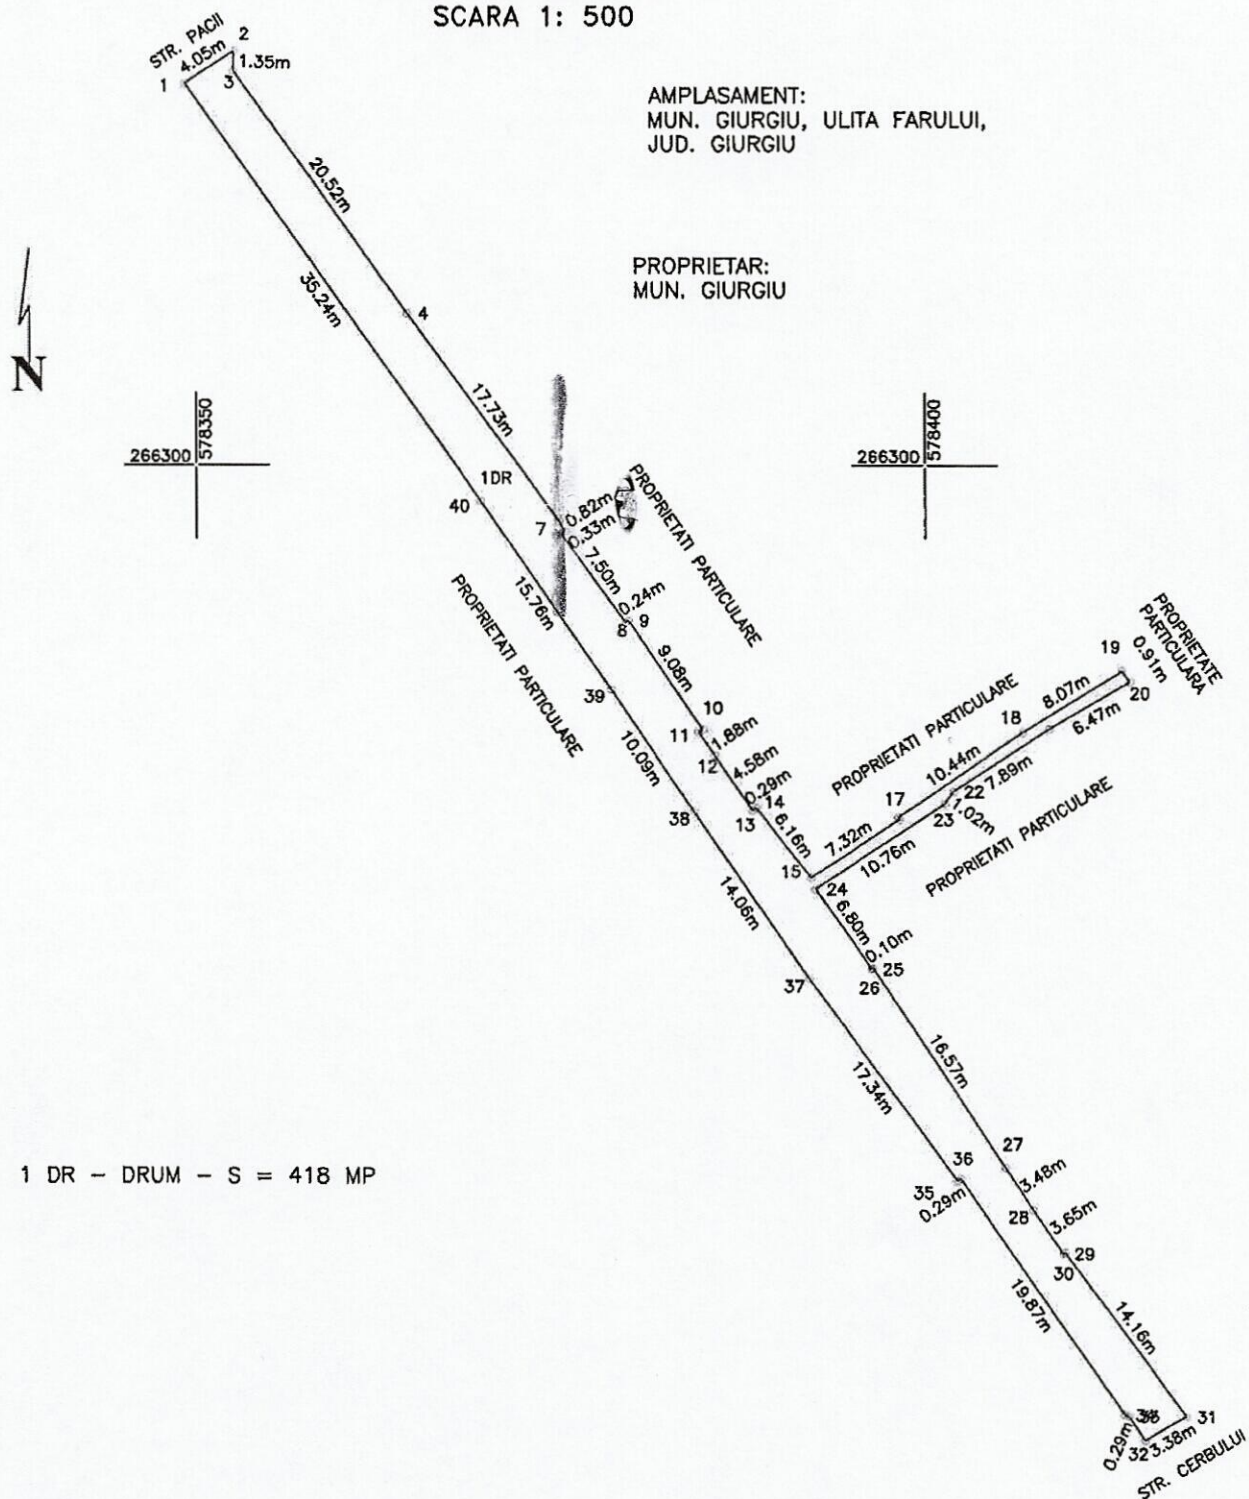 SCARA 1: 500
STR. PACII
4.05m
2
1.35m
1
3
AMPLASAMENT:
MUN. GIURGIU, ULITA FARULUI,
JUD. GIURGIU
20.52m
PROPRIETAR:
MUN. GIURGIU
35.24m
4
N
17.73m
266300
578350
266300
578400
1DR
40
7
0.82m
0.33m
PROPRIETATI PARTICULARE
7.50m
0.24m
8
9
15.76m
PROPRIETATI PARTICULARE
9.08m
39
10
11
1.88m
12
4.58m
0.29m
14
13
10.09m
38
6.16m
15
PROPRIETATE
PARTICULARA
19
0.91m
20
8.07m
PROPRIETATI PARTICULARE
18
6.47m
10.44m
17
7.89m
22
23
1.02m
7.32m
10.76m
PROPRIETATI PARTICULARE
24
14.06m
6.80m
0.10m
25
26
37
16.57m
17.34m
27
36
3.48m
35
0.29m
28
3.65m
29
30
1 DR - DRUM - S = 418 MP
19.87m
14.16m
31
0.29m
32
3.38m
STR. CERBULUI